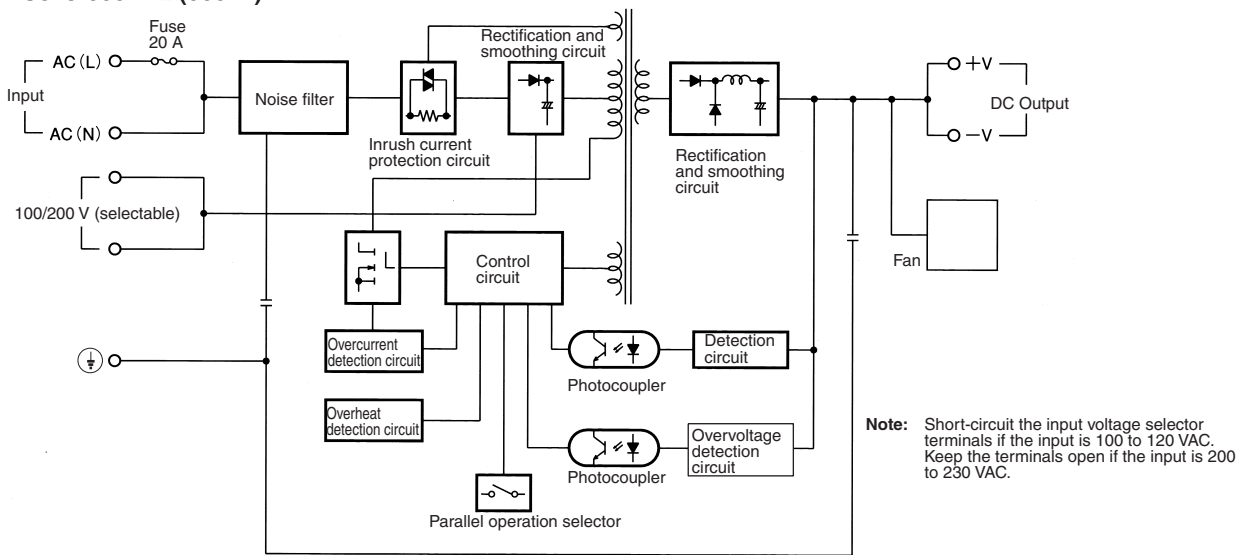 Fuse
20 A
AC (L)
Input
AC (N)
Noise filter
Inrush current
protection circuit
Rectification and
smoothing circuit
Rectification
and smoothing
circuit
+V
DC Output
−V
100/200 V (selectable)
Control
circuit
Fan
Overcurrent
detection circuit
Overheat
detection circuit
Photocoupler
Detection
circuit
Photocoupler
Overvoltage
detection
circuit
Parallel operation selector
Note: Short-circuit the input voltage selector
terminals if the input is 100 to 120 VAC.
Keep the terminals open if the input is 200
to 230 VAC.